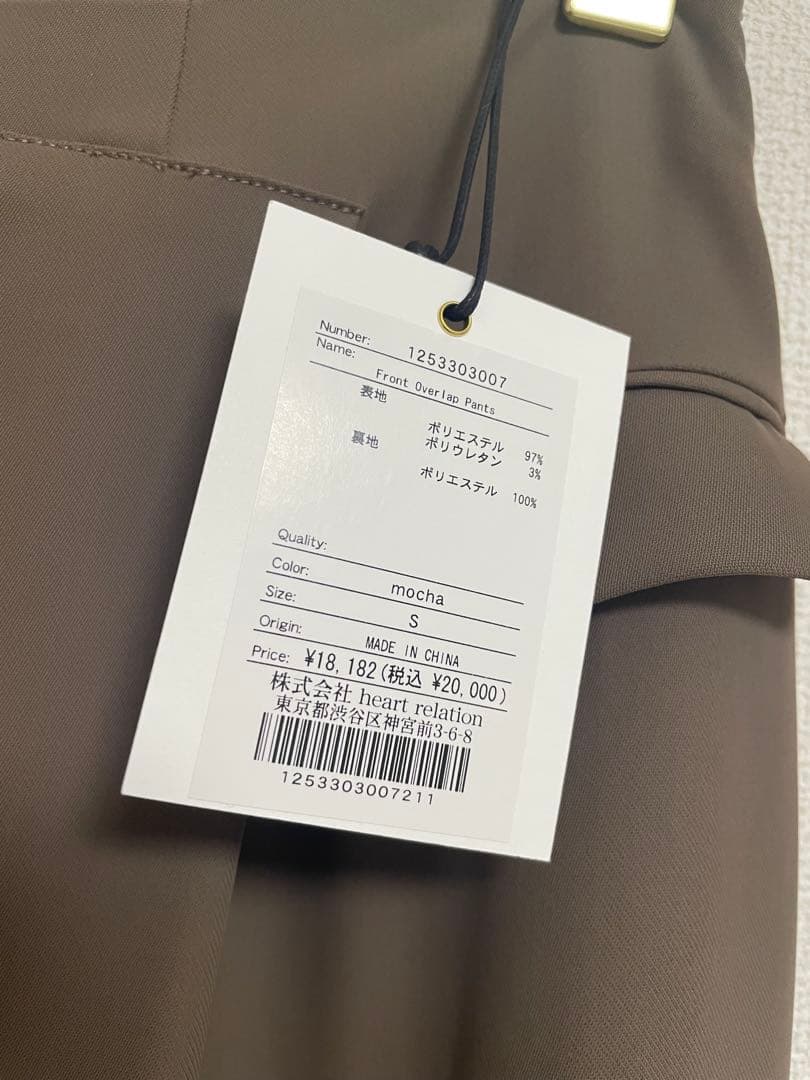 Number: 1253303007
Name: Front Overlap Pants
表地
ポリエステル 97%
ポリウレタン 3%
裏地
ポリエステル 100%
Quality:
Color: mocha
Size: S
Origin: MADE IN CHINA
Price: ¥18,182(税込 ¥20,000)
株式会社 heart relation
東京都渋谷区神宮前3-6-8
1253303007211